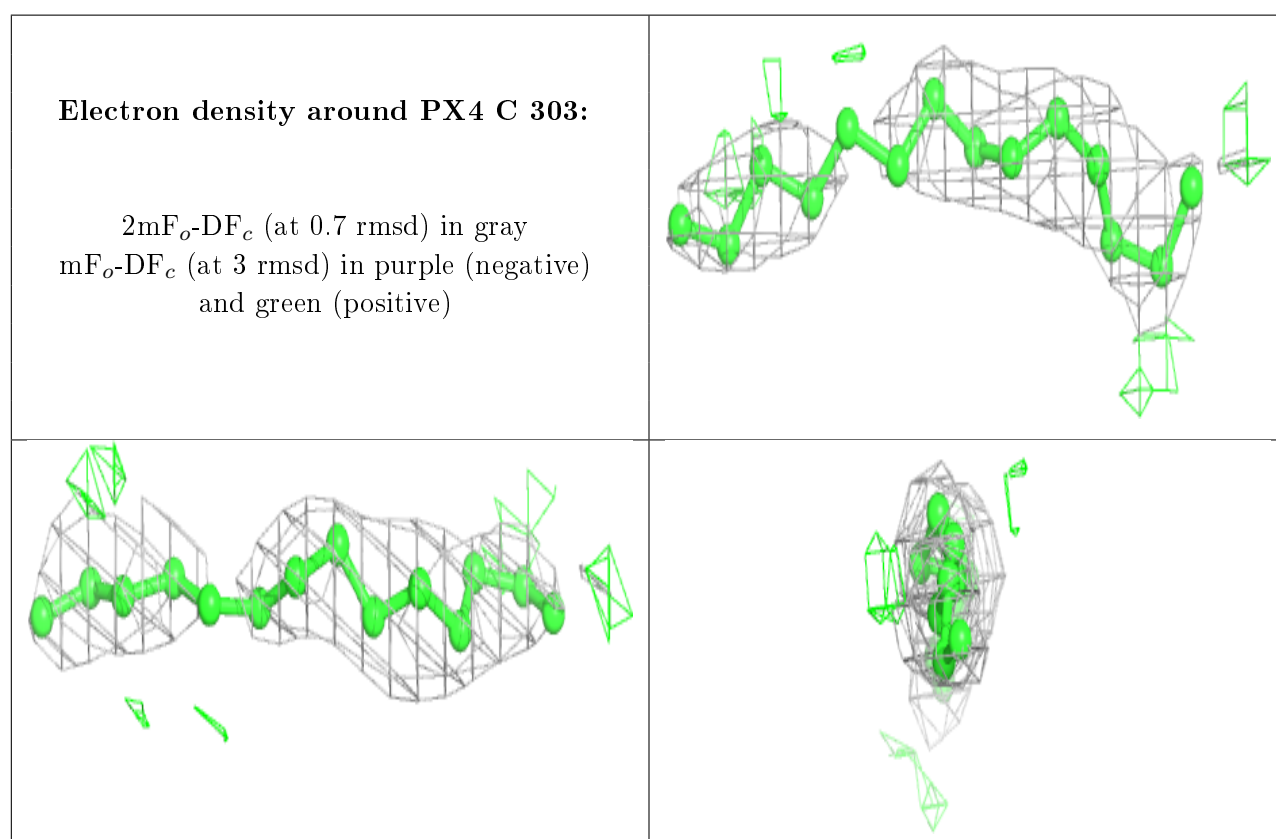 Electron density around PX4 C 303:
2mFo-DFc (at 0.7 rmsd) in gray
mFo-DFc (at 3 rmsd) in purple (negative)
and green (positive)